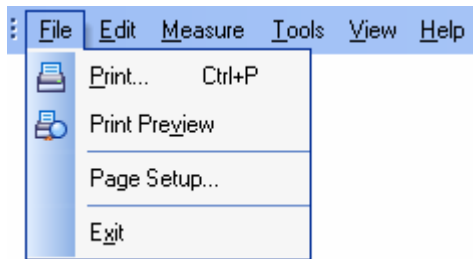 File Edit Measure Tools View Help
Print... Ctrl+P
Print Preview
Page Setup...
Exit